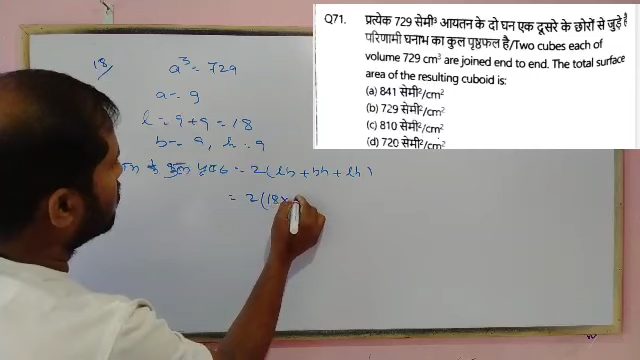 18/ a³ = 729
a = 9
l = 9 + 9 = 18
b = 9, h = 9
= 2(lb + bh + lh)
= 2(18×
Q71. प्रत्येक 729 सेमी³ आयतन के दो घन एक दूसरे के छोरों से जुड़े हैं
परिणामी घनाभ का कुल पृष्ठफल है/Two cubes each of
volume 729 cm³ are joined end to end. The total surface
area of the resulting cuboid is:
(a) 841 सेमी²/cm²
(b) 729 सेमी²/cm²
(c) 810 सेमी²/cm²
(d) 720 सेमी²/cm²